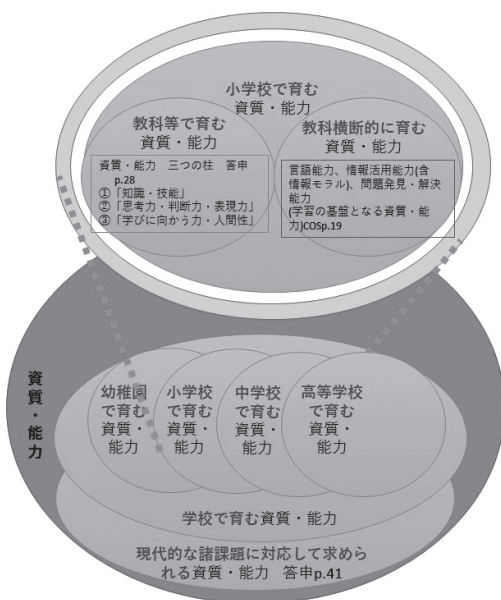 小学校で育む
資質・能力
教科等で育む
資質・能力
資質・能力 三つの柱 答申
p.28
①「知識・技能」
②「思考力・判断力・表現力」
③「学びに向かう力・人間性」
教科横断的に育む
資質・能力
言語能力、情報活用能力(含
情報モラル)、問題発見・解決
能力
(学習の基盤となる資質・能
力)COSp.19
資質・能力
幼稚園
で育む
資質・
能力
小学校
で育む
資質・
能力
中学校
で育む
資質・
能力
高等学校
で育む
資質・
能力
学校で育む資質・能力
現代的な諸課題に対応して求めら
れる資質・能力 答申p.41